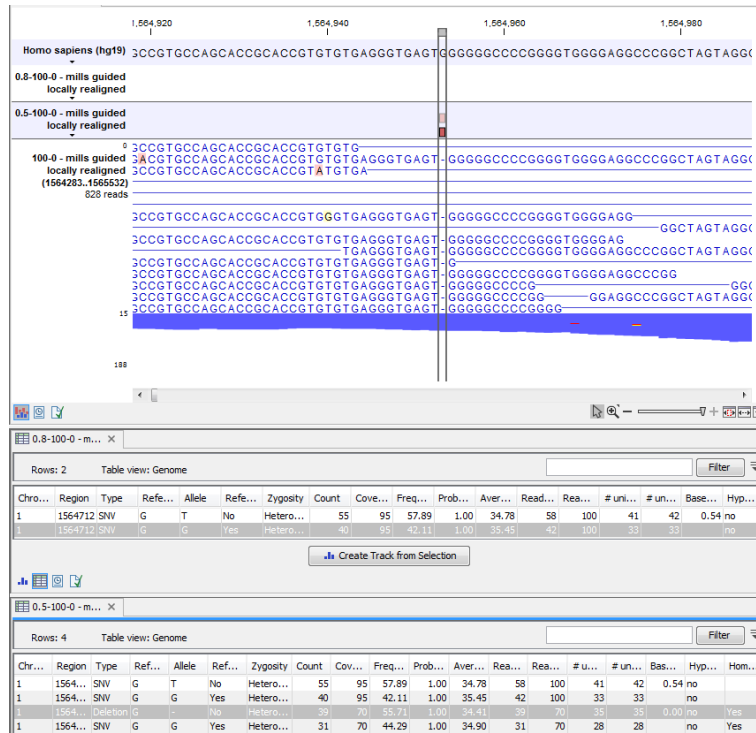 1,564,920 1,564,940 1,564,960 1,564,980
Homo sapiens (hg19) GCCGTGCCAGCACCGCACCGTGTGTGAGGGTGAGTGGGGGGCCCCGGGGTGGGGAGGCCCGGCTAGTAGGG
0.8-100-0 - mills guided
locally realigned
0.5-100-0 - mills guided
locally realigned
0 GCCGTGCCAGCACCGCACCGTGTGTG
100-0 - mills guided GACGTGCCAGCACCGCACCGTGTGTGAGGGTGAGT-GGGGGCCCCGGGGTGGGGAGGCCCGGCTAGTAGGG
locally realigned GCCGTGCCAGCACCGCACCGTATGTGA
(1564283..1565532)
828 reads
GCCGTGCCAGCACCGCACCGTGGGTGAGGGTGAGT-GGGGGCCCCGGGGTGGGGAGG
GGCTAGTAGGG
GCCGTGCCAGCACCGCACCGTGTGTGAGGGTGAGT-GGGGGCCCCGGGGTGGGGAG
TGAGGGTGAGT-GGGGGCCCCGGGGTGGGGAGGCCCGGCTAGTAGGG
GCCGTGCCAGCACCGCACCGTGTGTGAGGGTGAGT-G
GCCGTGCCAGCACCGCACCGTGTGTGAGGGTGAGT-GGGGGCCCCGGGGTGGGGAGGCCCGG
GCCGTGCCAGCACCGCACCGTGTGTGAGGGTGAGT-GGGGGCCCCG GGG
GCCGTGCCAGCACCGCACCGTGTGTGAGGGTGAGT-GGGGGCCCCGG GGAGGCCCGGCTAGTAGGG
GCCGTGCCAGCACCGCACCGTGTGTGAGGGTGAGT-GGGGGCCCCGGGG
15
188
0.8-100-0 - m...
Rows: 2 Table view: Genome Filter
Chro... Region Type Refe... Allele Refe... Zygosity Count Cove... Freq... Prob... Aver... Read... Rea... # uni... # un... Base... Hyp...
1 1564712 SNV G T No Hetero... 55 95 57.89 1.00 34.78 58 100 41 42 0.54 no
1 1564712 SNV G G Yes Hetero... 40 95 42.11 1.00 35.45 42 100 33 33 no
Create Track from Selection
0.5-100-0 - m...
Rows: 4 Table view: Genome Filter
Chr... Region Type Ref... Allele Ref... Zygosity Count Cov... Freq... Prob... Aver... Rea... Rea... # u... # un... Bas... Hyp... Hom...
1 1564... SNV G T No Hetero... 55 95 57.89 1.00 34.78 58 100 41 42 0.54 no
1 1564... SNV G G Yes Hetero... 40 95 42.11 1.00 35.45 42 100 33 33 no
1 1564... Deletion G - No Hetero... 39 70 55.71 1.00 34.41 39 70 35 35 0.00 no Yes
1 1564... SNV G G Yes Hetero... 31 70 44.29 1.00 34.90 31 70 28 28 no Yes